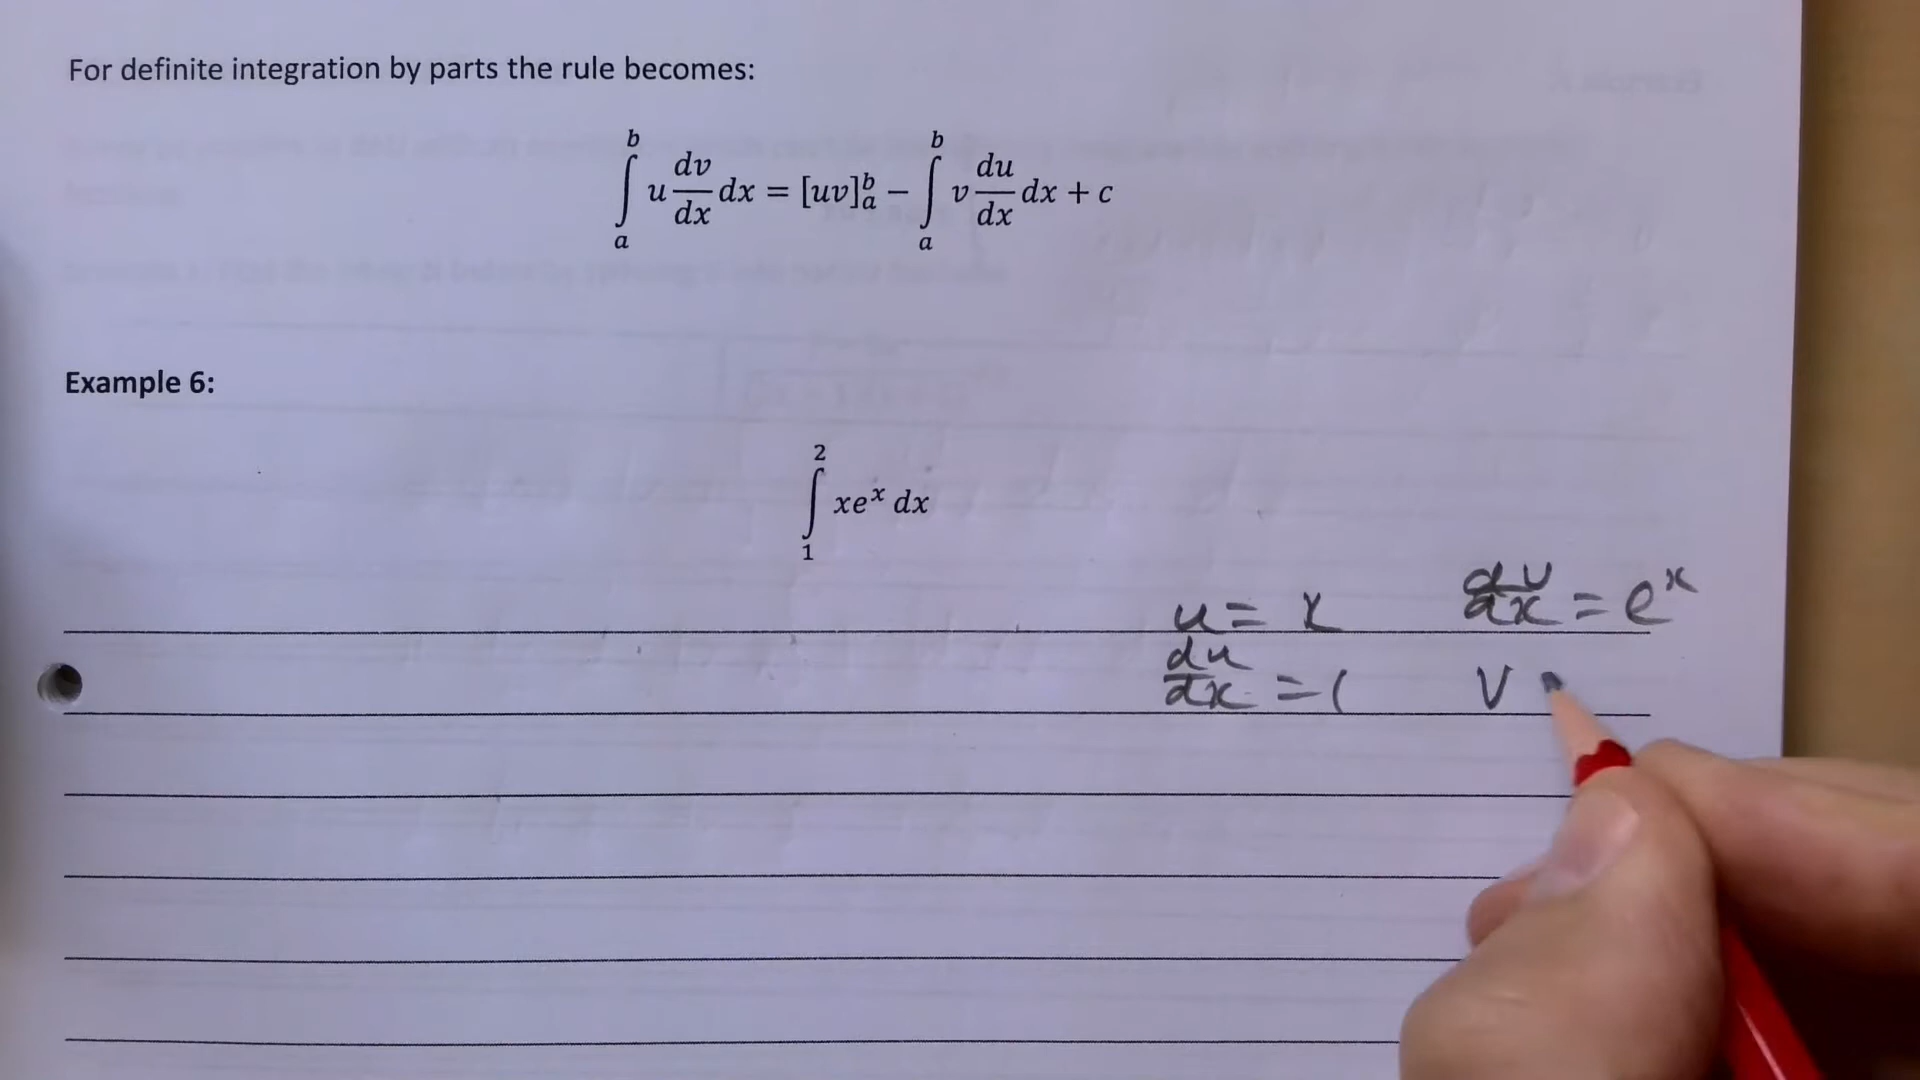 For definite integration by parts the rule becomes:
∫_a^b u dv/dx dx = [uv]_a^b − ∫_a^b v du/dx dx + c
Example 6:
∫_1^2 xe^x dx
u = x dv/dx = e^x
du/dx = 1 v